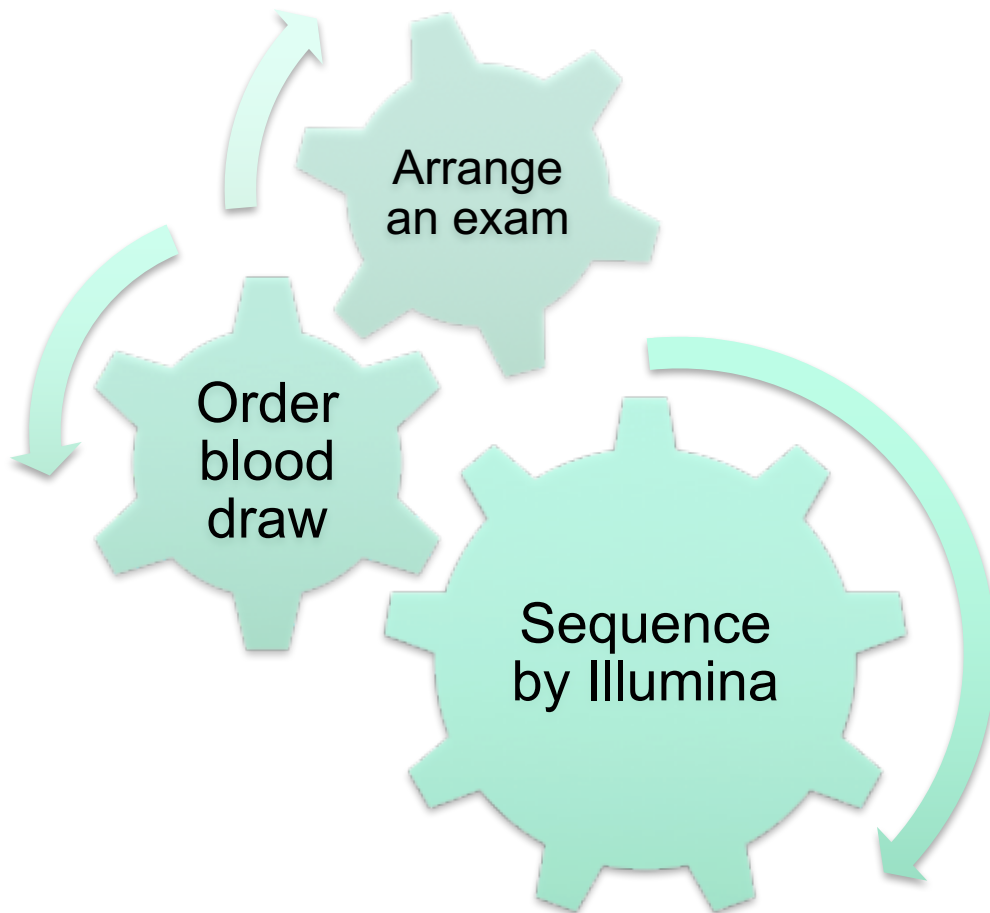 Arrange
an exam
Order
blood
draw
Sequence
by Illumina